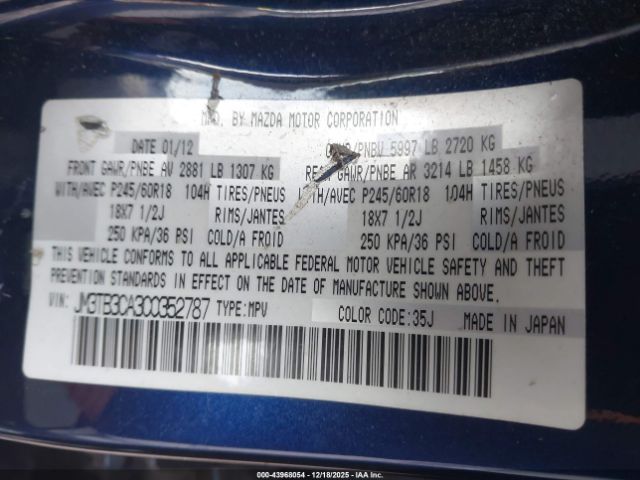 MFD. BY MAZDA MOTOR CORPORATION
DATE 01/12 5997 LB 2720 KG
FRONT GAWR/PNBE AV 2881 LB 1307 KG GAWR/PNBE AR 3214 LB 1458 KG
WITH/AVEC P245/60R18 104H TIRES/PNEUS WITH/AVEC P245/60R18 104H TIRES/PNEUS
18X7 1/2J RIMS/JANTES 18X7 1/2J RIMS/JANTES
250 KPA/36 PSI COLD/A FROID 250 KPA/36 PSI COLD/A FROID
THIS VEHICLE CONFORMS TO ALL APPLICABLE FEDERAL MOTOR VEHICLE SAFETY AND THEFT
PREVENTION STANDARDS IN EFFECT ON THE DATE OF MANUFACTURE SHOWN ABOVE.
VIN: JM3TB3CA3C0352787 TYPE:MPV COLOR CODE:35J MADE IN JAPAN
000-43968054 - 12/18/2025 - IAA Inc.